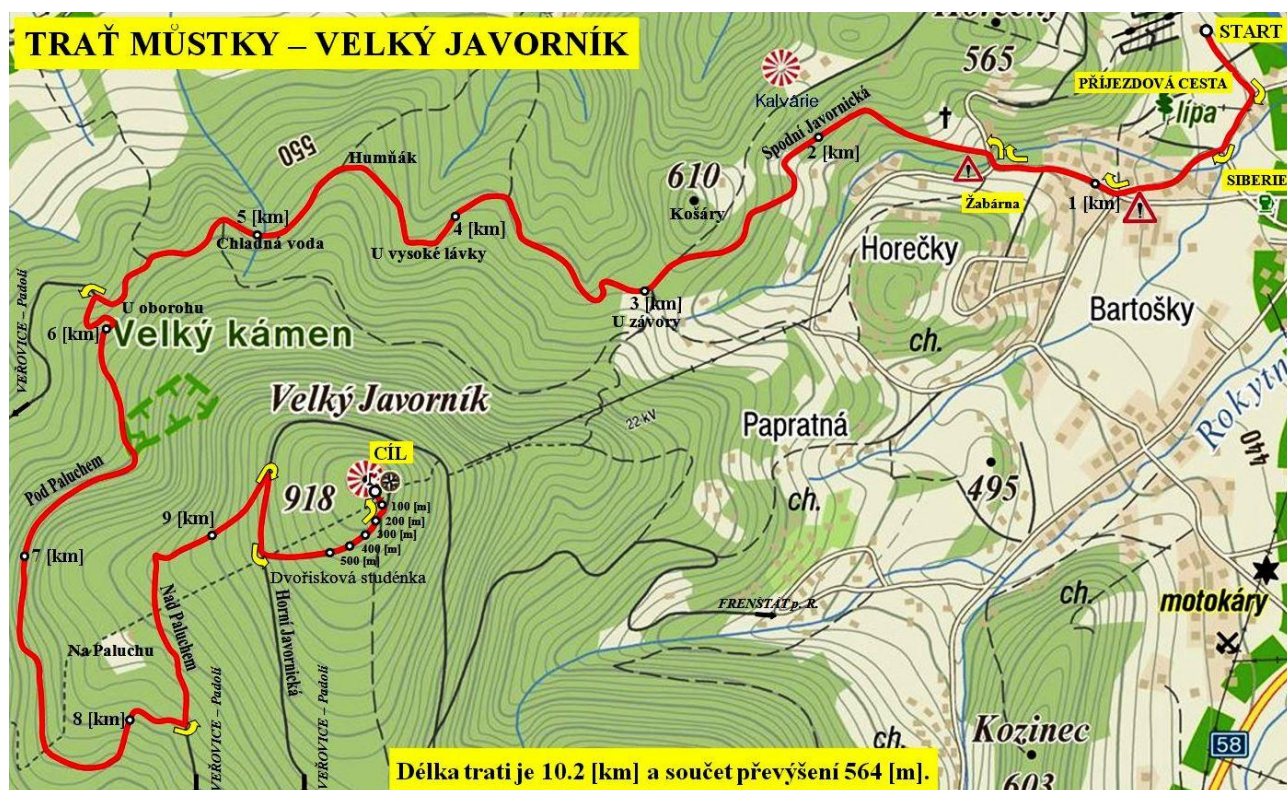 TRAŤ MŮSTKY – VELKÝ JAVORNÍK
START
565
PŘÍJEZDOVÁ CESTA
Kalvárie
lípa
Spodní Javornická
550
Humňák
2 [km]
SIBERIE
610
Košáry
Žabárna
1 [km]
5 [km]
Chladná voda
4 [km]
U vysoké lávky
Horečky
3 [km]
U závory
Bartošky
U oborohu
6 [km]
Velký kámen
VEŘOVICE – Padolí
ch.
Rokytn
Velký Javorník
22 kV
Papratná
440
CÍL
Pod Paluchem
918
495
ch.
9 [km]
100 [m]
200 [m]
300 [m]
400 [m]
500 [m]
7 [km]
Dvořisková studénka
Nad Paluchem
Horní Javornická
FRENŠTÁT p. R.
ch.
motokáry
Na Paluchu
8 [km]
VEŘOVICE – Padolí
VEŘOVICE – Padolí
ch.
Kozinec
603
58
Délka trati je 10.2 [km] a součet převýšení 564 [m].